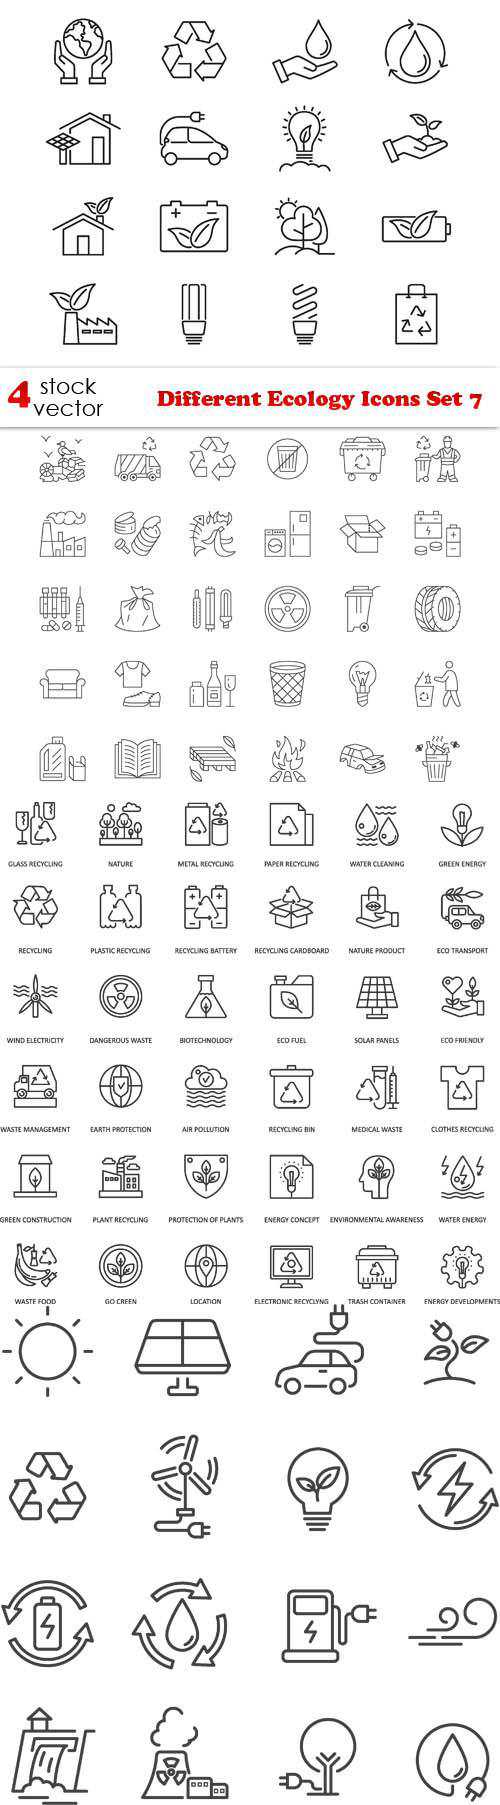 4 stock vector
Different Ecology Icons Set 7
GLASS RECYCLING NATURE METAL RECYCLING PAPER RECYCLING WATER CLEANING GREEN ENERGY
RECYCLING PLASTIC RECYCLING RECYCLING BATTERY RECYCLING CARDBOARD NATURE PRODUCT ECO TRANSPORT
WIND ELECTRICITY DANGEROUS WASTE BIOTECHNOLOGY ECO FUEL SOLAR PANELS ECO FRIENDLY
WASTE MANAGEMENT EARTH PROTECTION AIR POLLUTION RECYCLING BIN MEDICAL WASTE CLOTHES RECYCLING
GREEN CONSTRUCTION PLANT RECYCLING PROTECTION OF PLANTS ENERGY CONCEPT ENVIRONMENTAL AWARENESS WATER ENERGY
WASTE FOOD GO GREEN LOCATION ELECTRONIC RECYCLYNG TRASH CONTAINER ENERGY DEVELOPMENTS